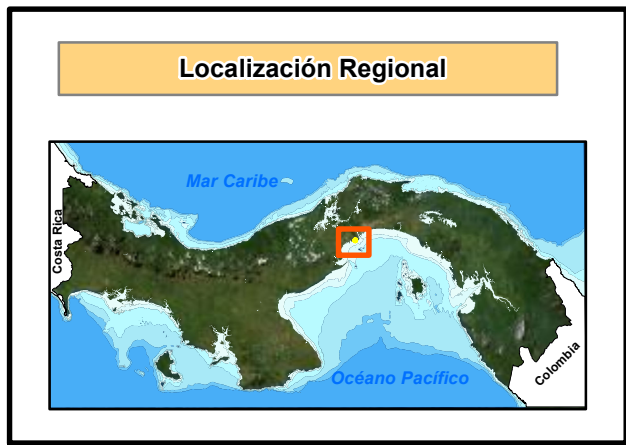 Localización Regional
Mar Caribe
Costa Rica
Océano Pacífico
Colombia